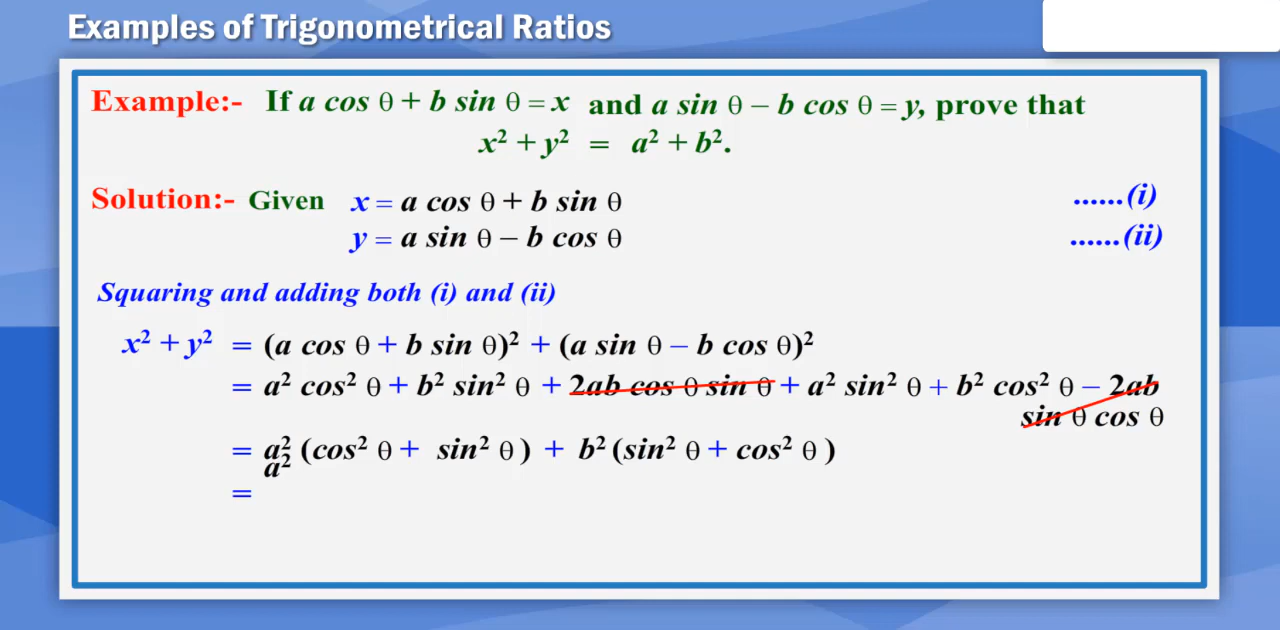 Examples of Trigonometrical Ratios
Example:- If a cos θ + b sin θ = x and a sin θ – b cos θ = y, prove that
x² + y² = a² + b².
Solution:- Given x = a cos θ + b sin θ ......(i)
y = a sin θ – b cos θ ......(ii)
Squaring and adding both (i) and (ii)
x² + y² = (a cos θ + b sin θ)² + (a sin θ – b cos θ)²
= a² cos² θ + b² sin² θ + 2ab cos θ sin θ + a² sin² θ + b² cos² θ – 2ab
sin θ cos θ
= a² (cos² θ + sin² θ ) + b² (sin² θ + cos² θ )
a²
=